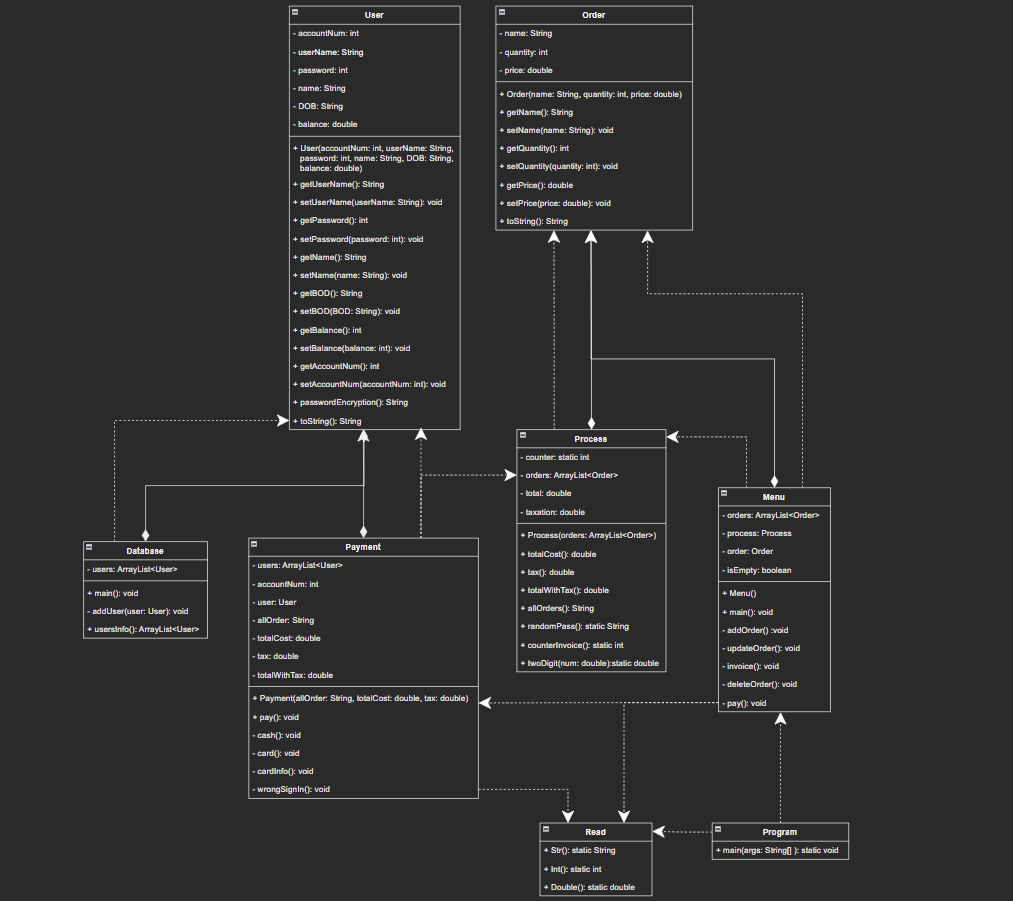 User
- accountNum: int
- userName: String
- password: int
- name: String
- DOB: String
- balance: double
+ User(accountNum: int, userName: String,
password: int, name: String, DOB: String,
balance: double)
+ getUserName(): String
+ setUserName(userName: String): void
+ getPassword(): int
+ setPassword(password: int): void
+ getName(): String
+ setName(name: String): void
+ getBOD(): String
+ setBOD(BOD: String): void
+ getBalance(): int
+ setBalance(balance: int): void
+ getAccountNum(): int
+ setAccountNum(accountNum: int): void
+ passwordEncryption(): String
+ toString(): String
Order
- name: String
- quantity: int
- price: double
+ Order(name: String, quantity: int, price: double)
+ getName(): String
+ setName(name: String): void
+ getQuantity(): int
+ setQuantity(quantity: int): void
+ getPrice(): double
+ setPrice(price: double): void
+ toString(): String
Process
- counter: static int
- orders: ArrayList<Order>
- total: double
- taxation: double
+ Process(orders: ArrayList<Order>)
+ totalCost(): double
+ tax(): double
+ totalWithTax(): double
+ allOrders(): String
+ randomPass(): static String
+ counterInvoice(): static int
+ twoDigit(num: double):static double
Menu
- orders: ArrayList<Order>
- process: Process
- order: Order
- isEmpty: boolean
+ Menu()
+ main(): void
- addOrder() :void
- updateOrder(): void
- invoice(): void
- deleteOrder(): void
- pay(): void
Database
- users: ArrayList<User>
+ main(): void
- addUser(user: User): void
+ usersInfo(): ArrayList<User>
Payment
- users: ArrayList<User>
- accountNum: int
- user: User
- allOrder: String
- totalCost: double
- tax: double
- totalWithTax: double
+ Payment(allOrder: String, totalCost: double, tax: double)
+ pay(): void
- cash(): void
- card(): void
- cardInfo(): void
- wrongSignIn(): void
Read
+ Str(): static String
+ Int(): static int
+ Double(): static double
Program
+ main(args: String[] ): static void